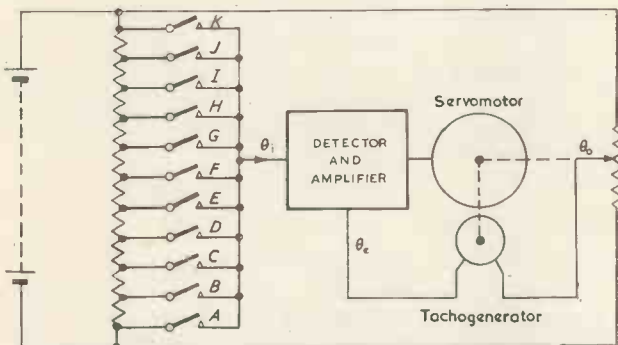 K
J
I
H
G
F
E
D
C
B
A
θi
DETECTOR
AND
AMPLIFIER
Servomotor
θo
θe
Tachogenerator